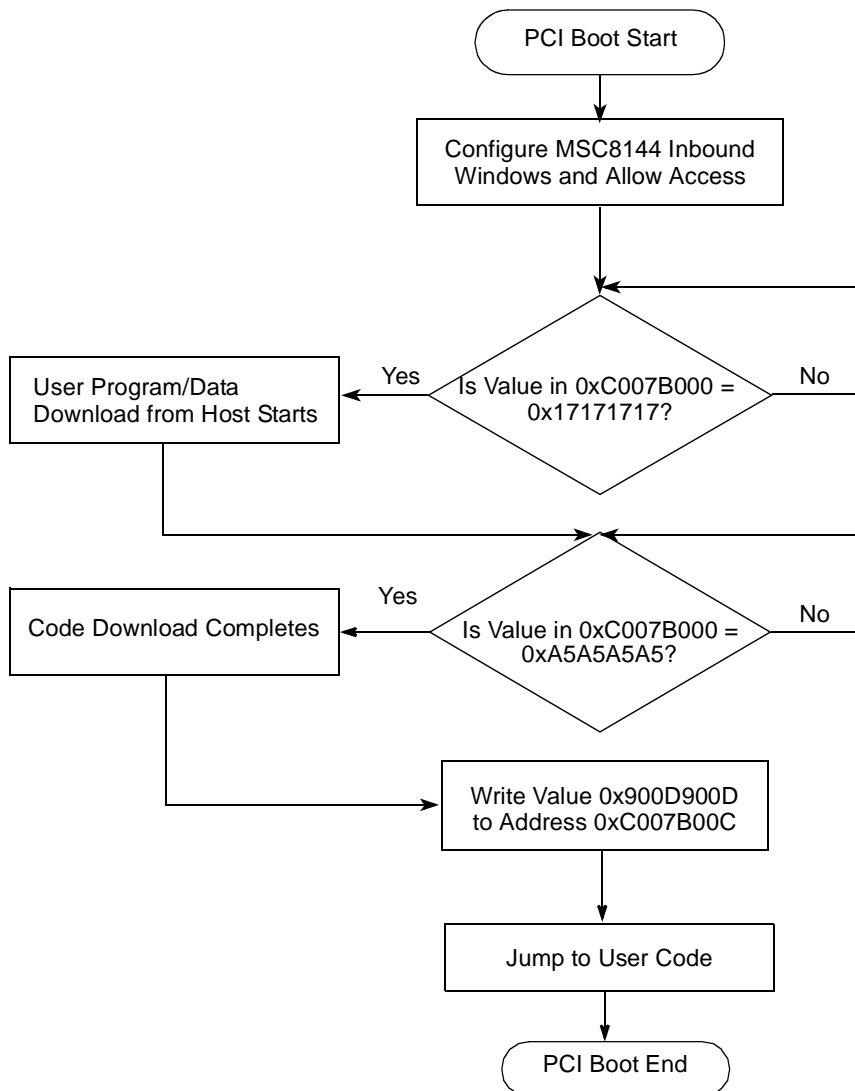 PCI Boot Start
Configure MSC8144 Inbound
Windows and Allow Access
Yes
Is Value in 0xC007B000 =
0x17171717?
No
User Program/Data
Download from Host Starts
Yes
Is Value in 0xC007B000 =
0xA5A5A5A5?
No
Code Download Completes
Write Value 0x900D900D
to Address 0xC007B00C
Jump to User Code
PCI Boot End